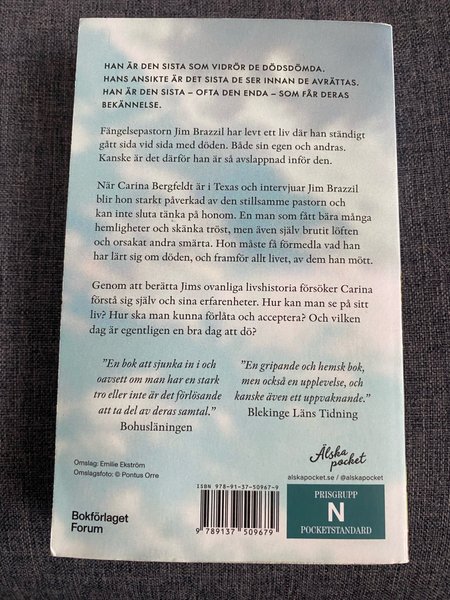 HAN ÄR DEN SISTA SOM VIDRÖR DE DÖDSDÖMDA.
HANS ANSIKTE ÄR DET SISTA DE SER INNAN DE AVRÄTTAS.
HAN ÄR DEN SISTA – OFTA DEN ENDA – SOM FÅR DERAS
BEKÄNNELSE.
Fängelsepastorn Jim Brazzil har levt ett liv där han ständigt
gått sida vid sida med döden. Både sin egen och andras.
Kanske är det därför han är så avslappnad inför den.
När Carina Bergfeldt är i Texas och intervjuar Jim Brazzil
blir hon starkt påverkad av den stillsamme pastorn och
kan inte sluta tänka på honom. En man som fått bära många
hemligheter och skänka tröst, men även själv brutit löften
och orsakat andra smärta. Hon måste få förmedla vad han
har lärt sig om döden, och framför allt livet, av dem han mött.
Genom att berätta Jims ovanliga livshistoria försöker Carina
förstå sig själv och sina erfarenheter. Hur kan man se på sitt
liv? Hur ska man kunna förlåta och acceptera? Och vilken
dag är egentligen en bra dag att dö?
”En bok att sjunka in i och
oavsett om man har en stark
tro eller inte är det förlösande
att ta del av deras samtal.”
Bohusläningen
”En gripande och hemsk bok,
men också en upplevelse, och
kanske även ett uppvaknande.”
Blekinge Läns Tidning
Älska
pocket
alskapocket.se / @alskapocket
Omslag: Emilie Ekström
Omslagsfoto: © Pontus Orre
Bokförlaget
Forum
ISBN 978-91-37-50967-9
9 789137 509679
PRISGRUPP
N
POCKETSTANDARD